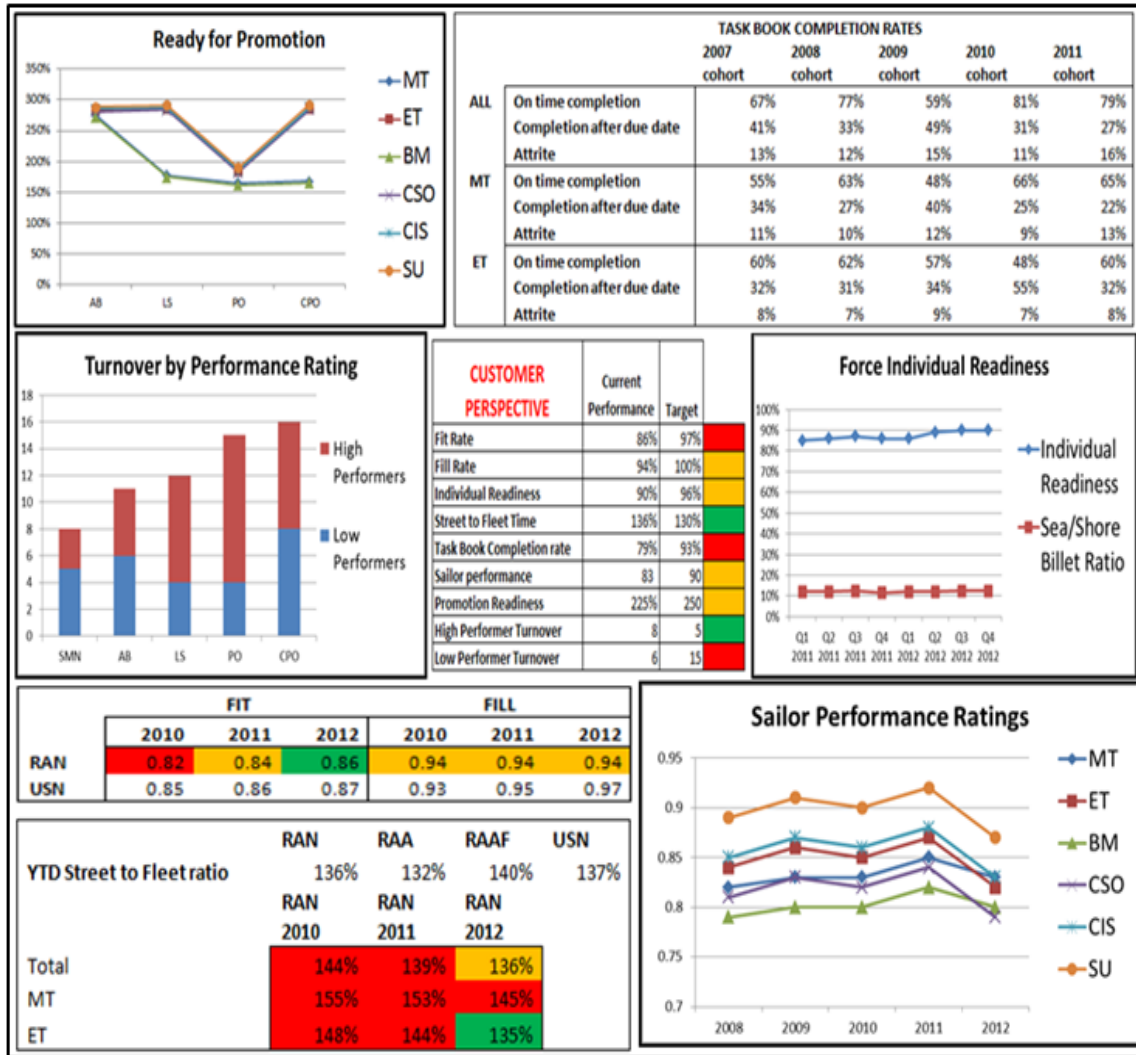 Ready for Promotion
350%
300%
250%
200%
150%
100%
50%
0%
AB LS PO CPO
MT
ET
BM
CSO
CIS
SU
TASK BOOK COMPLETION RATES
2007 2008 2009 2010 2011
cohort cohort cohort cohort cohort
ALL On time completion 67% 77% 59% 81% 79%
Completion after due date 41% 33% 49% 31% 27%
Attrite 13% 12% 15% 11% 16%
MT On time completion 55% 63% 48% 66% 65%
Completion after due date 34% 27% 40% 25% 22%
Attrite 11% 10% 12% 9% 13%
ET On time completion 60% 62% 57% 48% 60%
Completion after due date 32% 31% 34% 55% 32%
Attrite 8% 7% 9% 7% 8%
Turnover by Performance Rating
18
16
14
12
10
8
6
4
2
0
SMN AB LS PO CPO
High
Performers
Low
Performers
CUSTOMER
PERSPECTIVE
Current
Performance Target
Fit Rate 86% 97%
Fill Rate 94% 100%
Individual Readiness 90% 96%
Street to Fleet Time 136% 130%
Task Book Completion rate 79% 93%
Sailor performance 83 90
Promotion Readiness 225% 250
High Performer Turnover 8 5
Low Performer Turnover 6 15
Force Individual Readiness
100%
90%
80%
70%
60%
50%
40%
30%
20%
10%
0%
Q1 Q2 Q3 Q4 Q1 Q2 Q3 Q4
2011 2011 2011 2011 2012 2012 2012 2012
Individual
Readiness
Sea/Shore
Billet Ratio
FIT FILL
2010 2011 2012 2010 2011 2012
RAN 0.82 0.84 0.86 0.94 0.94 0.94
USN 0.85 0.86 0.87 0.93 0.95 0.97
RAN RAA RAAF USN
YTD Street to Fleet ratio 136% 132% 140% 137%
RAN RAN RAN
2010 2011 2012
Total 144% 139% 136%
MT 155% 153% 145%
ET 148% 144% 135%
Sailor Performance Ratings
0.95
0.9
0.85
0.8
0.75
0.7
2008 2009 2010 2011 2012
MT
ET
BM
CSO
CIS
SU